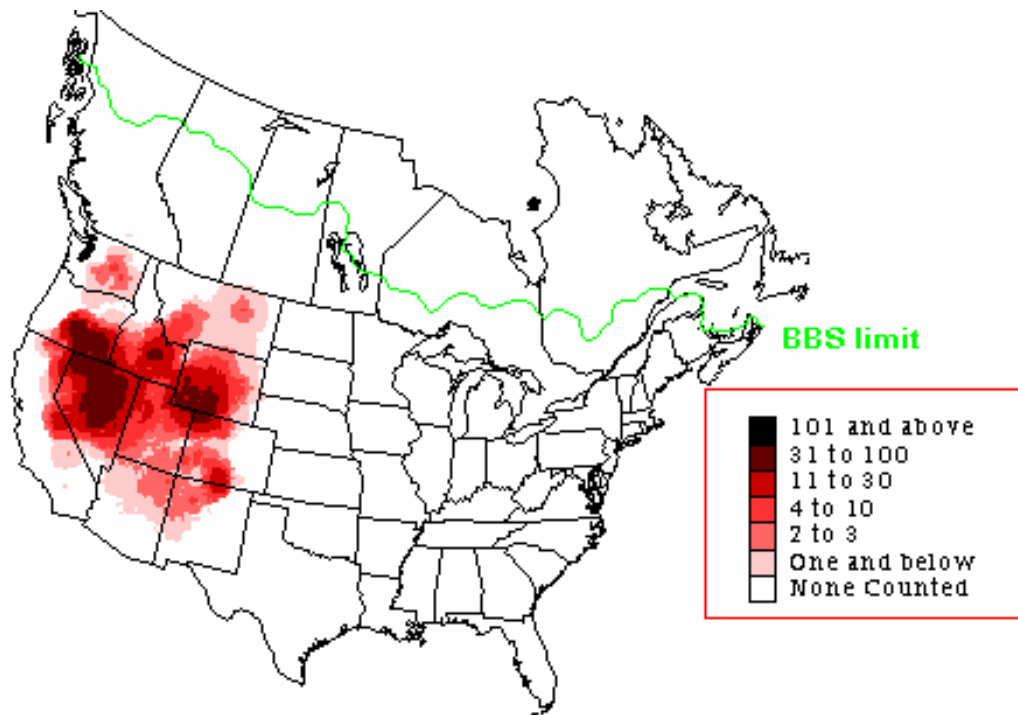 BBS limit
101 and above
31 to 100
11 to 30
4 to 10
2 to 3
One and below
None Counted